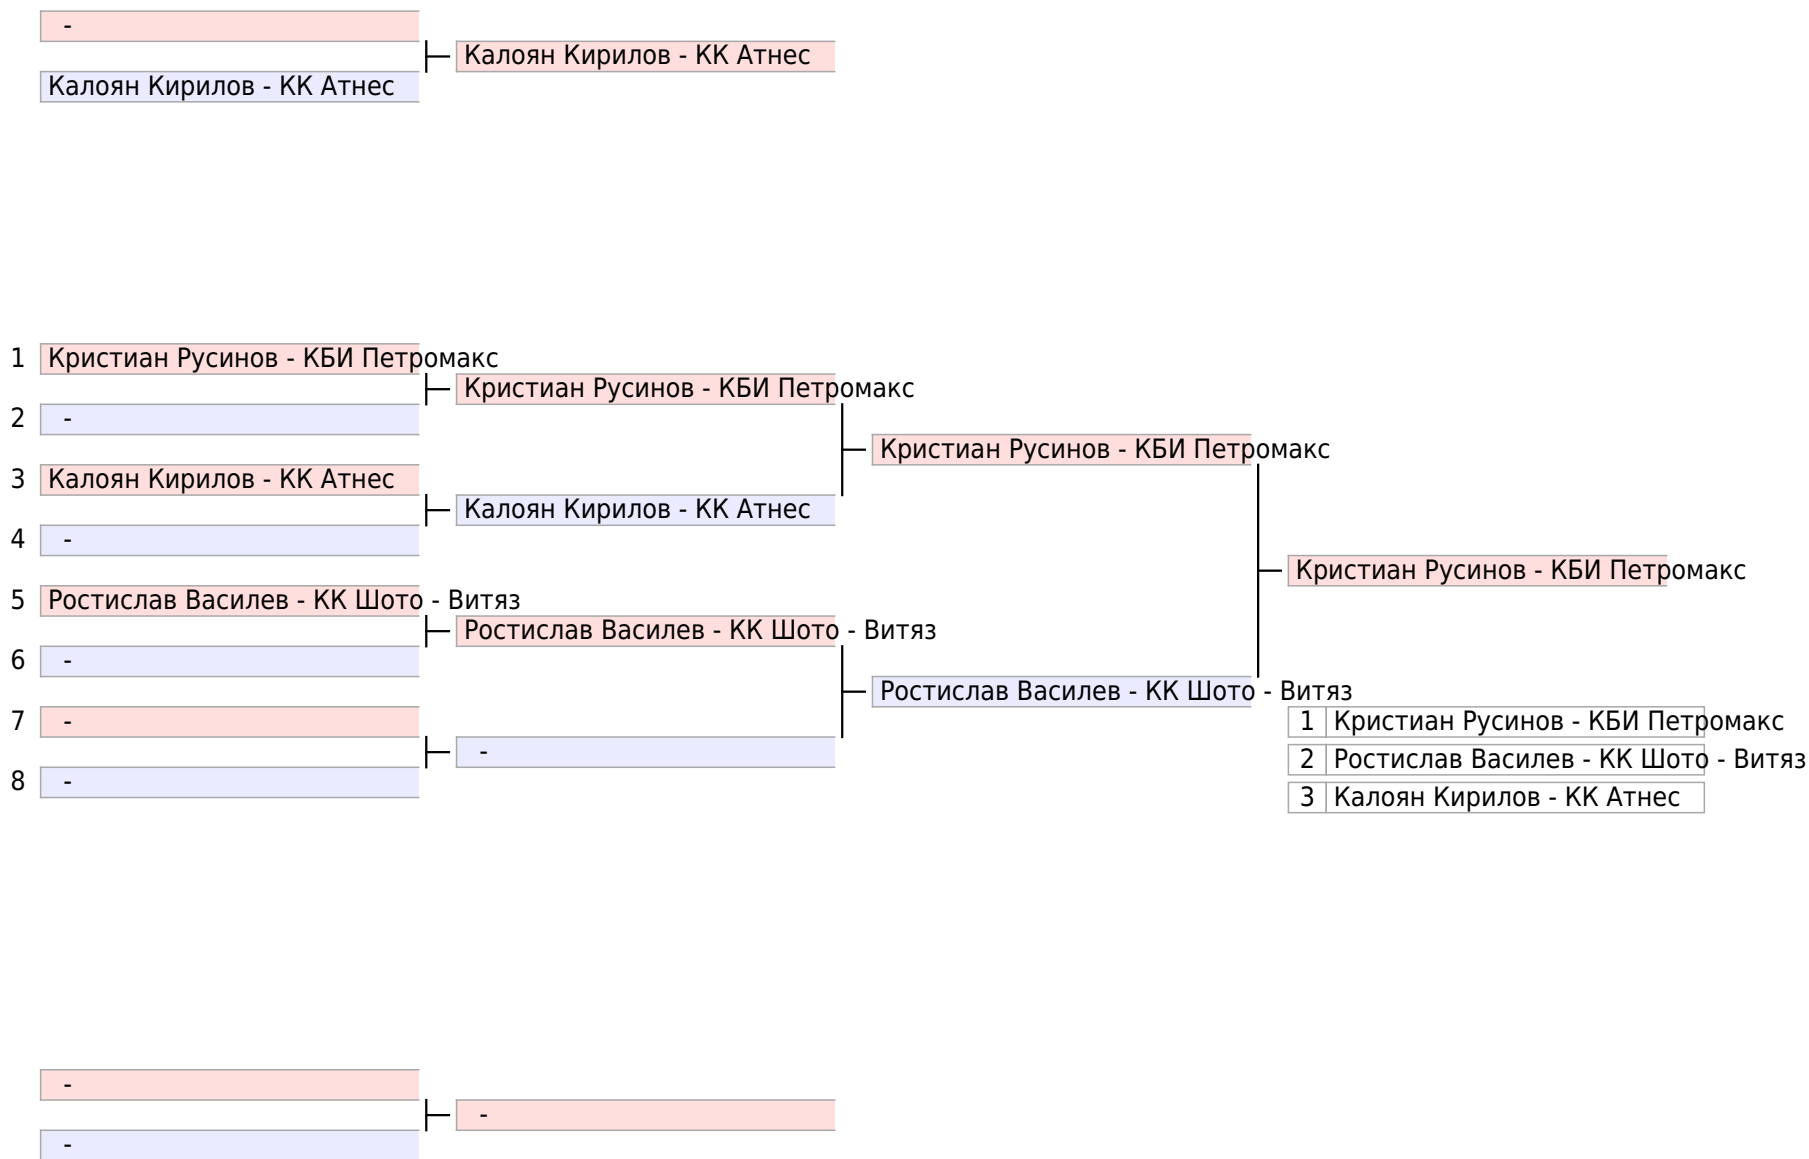 -
Калоян Кирилов - КК Атнес
Калоян Кирилов - КК Атнес
1 Кристиан Русинов - КБИ Петромакс
Кристиан Русинов - КБИ Петромакс
2 -
Кристиан Русинов - КБИ Петромакс
3 Калоян Кирилов - КК Атнес
Калоян Кирилов - КК Атнес
4 -
Кристиан Русинов - КБИ Петромакс
5 Ростислав Василев - КК Шото - Витяз
Ростислав Василев - КК Шото - Витяз
6 -
Ростислав Василев - КК Шото - Витяз
7 -
1 Кристиан Русинов - КБИ Петромакс
-
2 Ростислав Василев - КК Шото - Витяз
8 -
3 Калоян Кирилов - КК Атнес
-
-
-